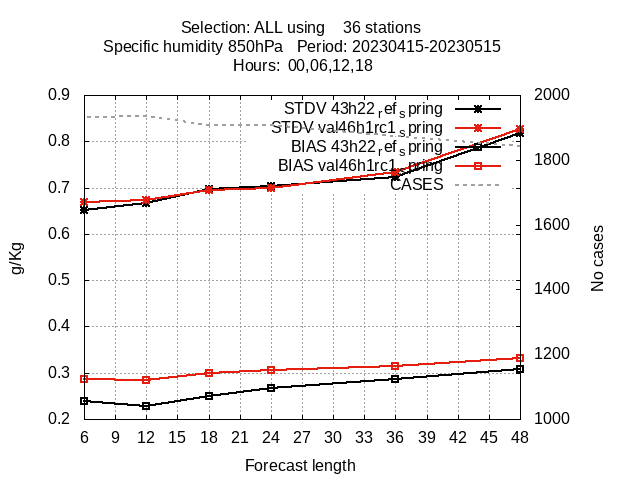 Selection: ALL using    36 stations
Specific humidity 850hPa   Period: 20230415-20230515
Hours:  00,06,12,18
0.9
0.8
0.7
0.6
0.5
0.4
0.3
0.2
g/Kg
STDV 43h22_ref_spring
STDV val46h1rc1_spring
BIAS 43h22_ref_spring
BIAS val46h1rc1_spring
CASES
2000
1800
1600
1400
1200
1000
No cases
6 9 12 15 18 21 24 27 30 33 36 39 42 45 48
Forecast length